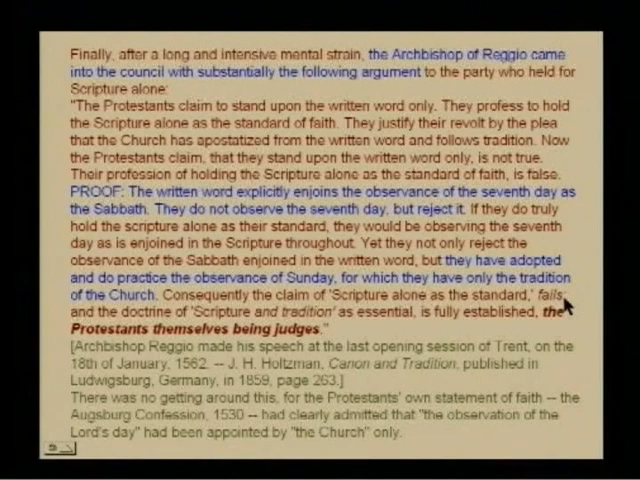 Finally, after a long and intensive mental strain, the Archbishop of Reggio came
into the council with substantially the following argument to the party who held for
Scripture alone:
"The Protestants claim to stand upon the written word only. They profess to hold
the Scripture alone as the standard of faith. They justify their revolt by the plea
that the Church has apostatized from the written word and follows tradition. Now
the Protestants claim, that they stand upon the written word only, is not true.
Their profession of holding the Scripture alone as the standard of faith, is false.
PROOF: The written word explicitly enjoins the observance of the seventh day as
the Sabbath. They do not observe the seventh day, but reject it. If they do truly
hold the scripture alone as their standard, they would be observing the seventh
day as is enjoined in the Scripture throughout. Yet they not only reject the
observance of the Sabbath enjoined in the written word, but they have adopted
and do practice the observance of Sunday, for which they have only the tradition
of the Church. Consequently the claim of 'Scripture alone as the standard,' fails;
and the doctrine of 'Scripture and tradition' as essential, is fully established, the
Protestants themselves being judges."
[Archbishop Reggio made his speech at the last opening session of Trent, on the
18th of January, 1562. -- J. H. Holtzman, Canon and Tradition, published in
Ludwigsburg, Germany, in 1859, page 263.]
There was no getting around this, for the Protestants' own statement of faith -- the
Augsburg Confession, 1530 -- had clearly admitted that "the observation of the
Lord's day" had been appointed by "the Church" only.